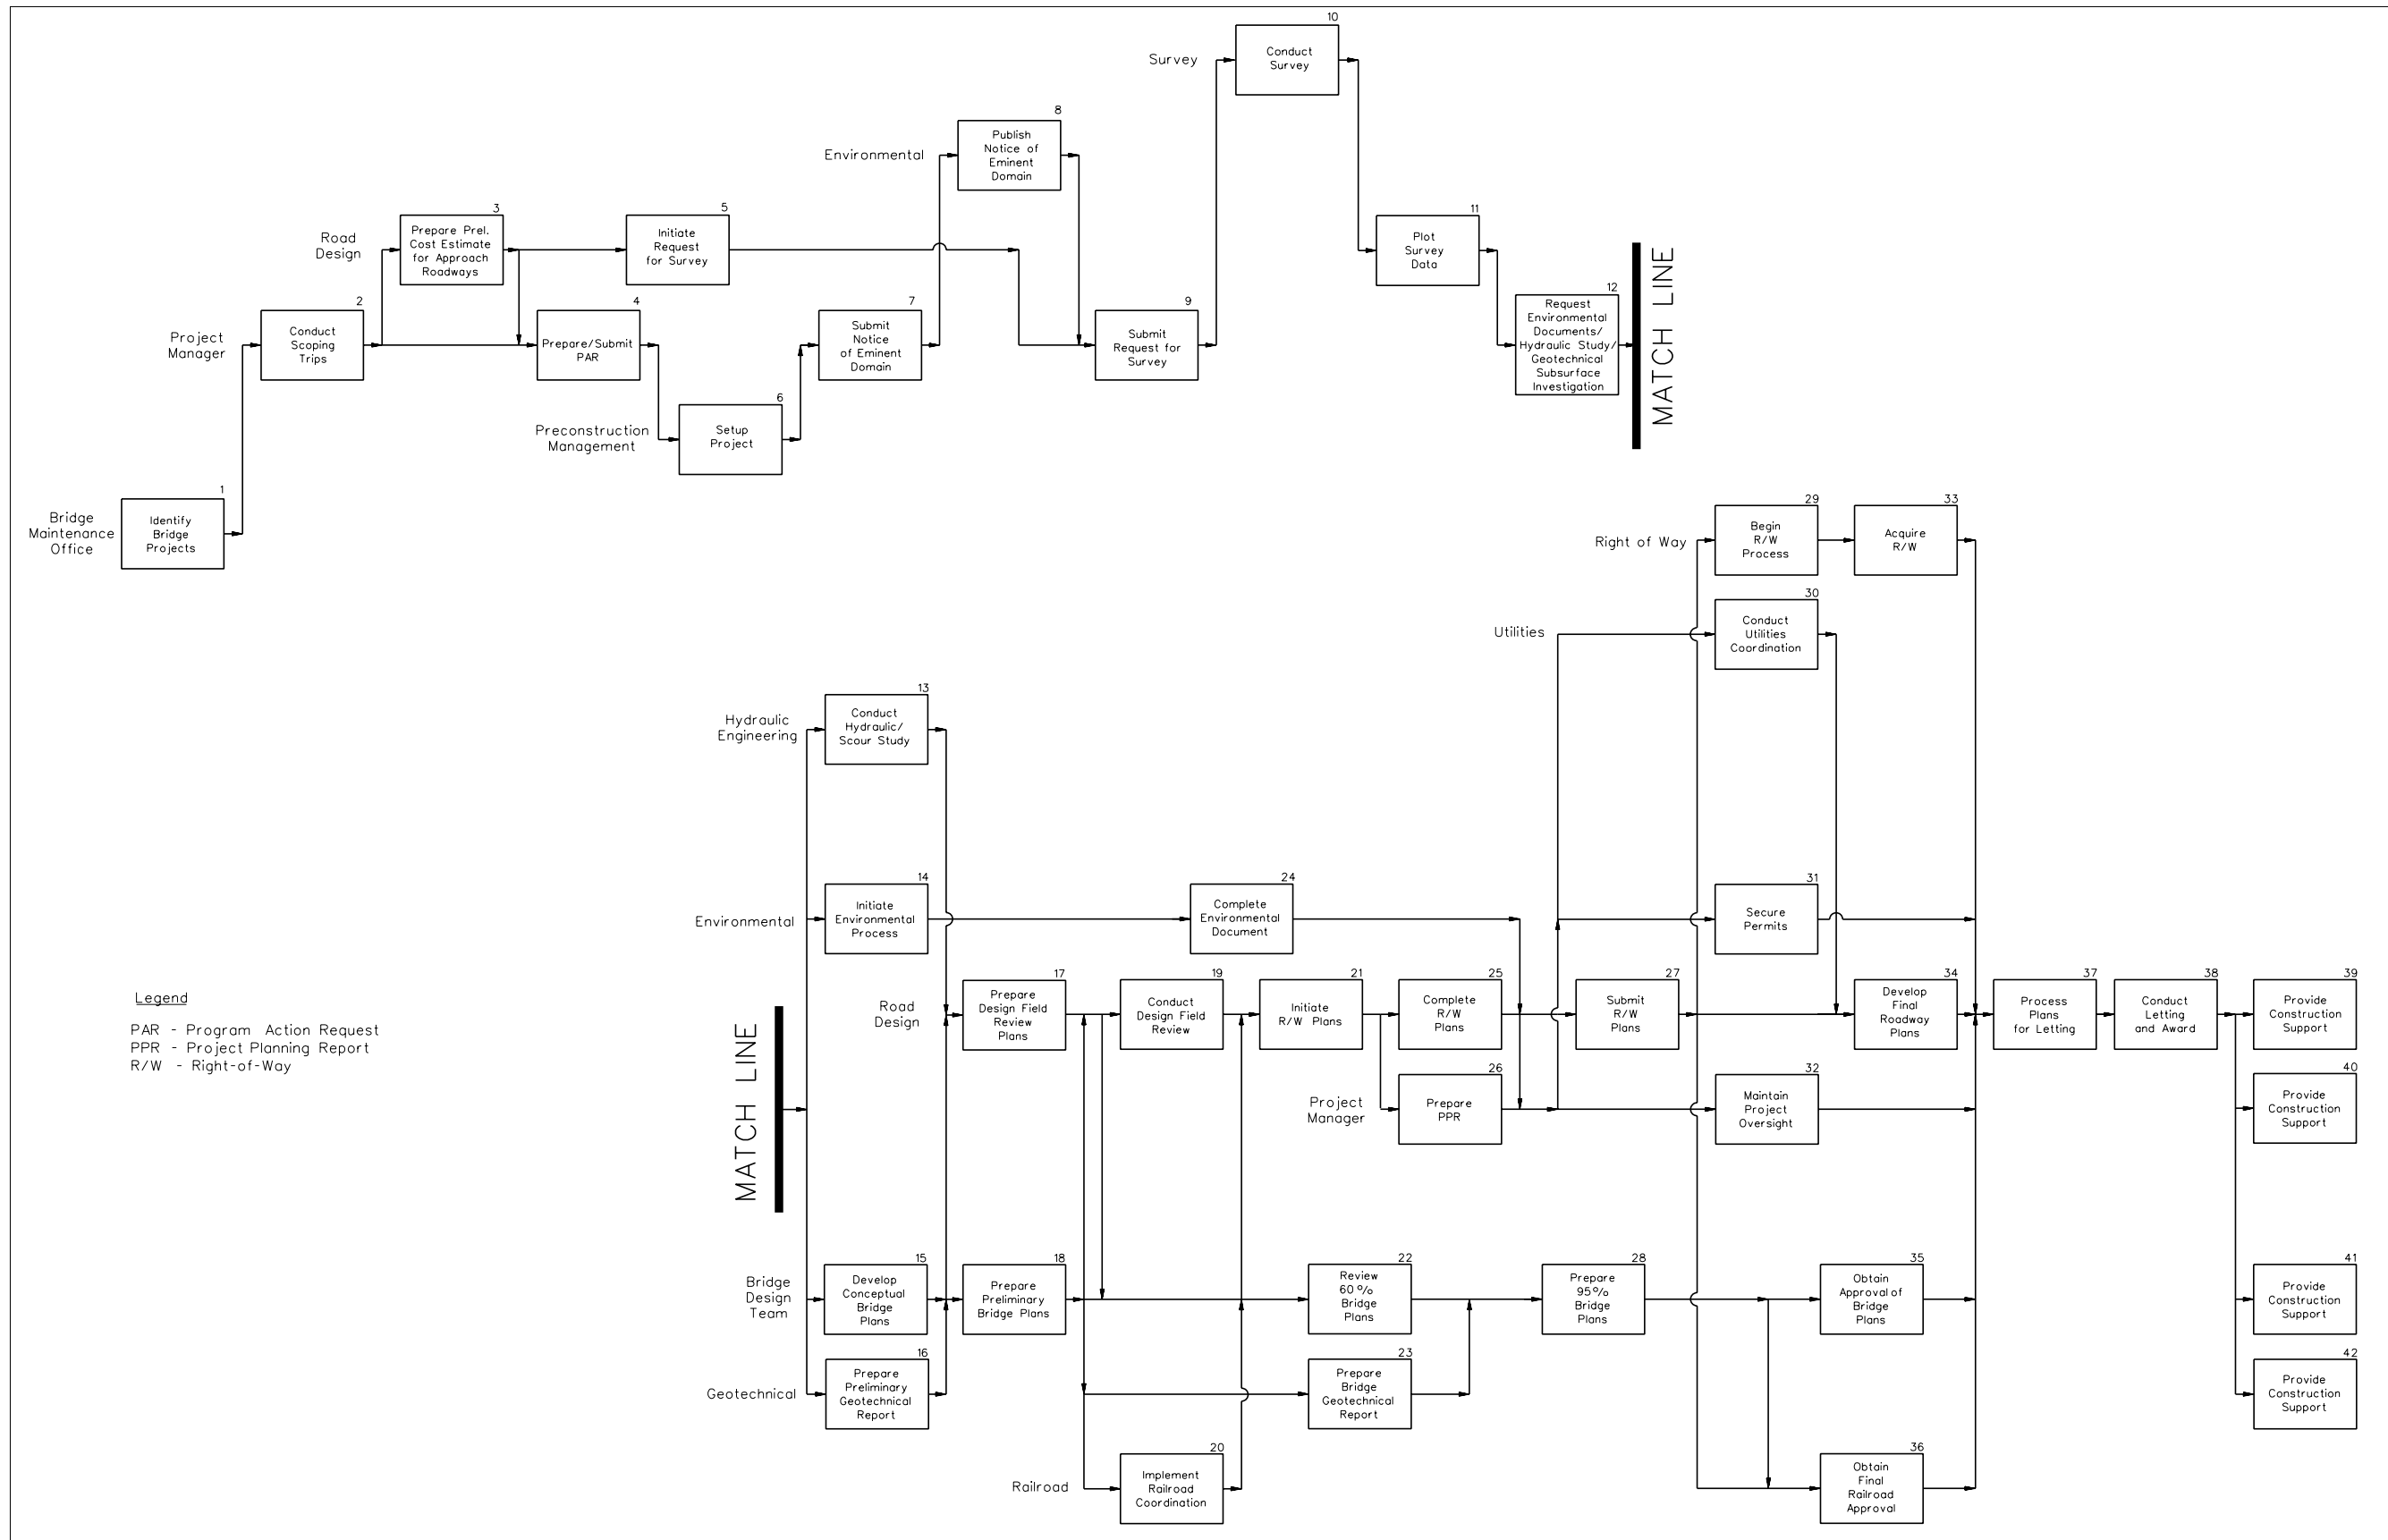 10
Survey
Conduct
Survey
8
Environmental
Publish
Notice of
Eminent
Domain
3
Road
Design
Prepare Prel.
Cost Estimate
for Approach
Roadways
5
Initiate
Request
for Survey
11
Plot
Survey
Data
2
Project
Manager
Conduct
Scoping
Trips
4
Prepare/Submit
PAR
7
Submit
Notice
of Eminent
Domain
9
Submit
Request for
Survey
12
Request
Environmental
Documents/
Hydraulic Study/
Geotechnical
Subsurface
Investigation
MATCH LINE
6
Preconstruction
Management
Setup
Project
1
Bridge
Maintenance
Office
Identify
Bridge
Projects
29
Right of Way
Begin
R/W
Process
33
Acquire
R/W
30
Utilities
Conduct
Utilities
Coordination
13
Hydraulic
Engineering
Conduct
Hydraulic/
Scour Study
14
Environmental
Initiate
Environmental
Process
24
Complete
Environmental
Document
31
Secure
Permits
Legend
PAR - Program Action Request
PPR - Project Planning Report
R/W - Right-of-Way
MATCH LINE
17
Road
Design
Prepare
Design Field
Review
Plans
19
Conduct
Design Field
Review
21
Initiate
R/W Plans
25
Complete
R/W
Plans
27
Submit
R/W
Plans
34
Develop
Final
Roadway
Plans
37
Process
Plans
for Letting
38
Conduct
Letting
and Award
39
Provide
Construction
Support
26
Project
Manager
Prepare
PPR
32
Maintain
Project
Oversight
40
Provide
Construction
Support
15
Bridge
Design
Team
Develop
Conceptual
Bridge
Plans
18
Prepare
Preliminary
Bridge Plans
22
Review
60%
Bridge
Plans
28
Prepare
95%
Bridge
Plans
35
Obtain
Approval of
Bridge
Plans
41
Provide
Construction
Support
16
Geotechnical
Prepare
Preliminary
Geotechnical
Report
23
Prepare
Bridge
Geotechnical
Report
42
Provide
Construction
Support
20
Railroad
Implement
Railroad
Coordination
36
Obtain
Final
Railroad
Approval